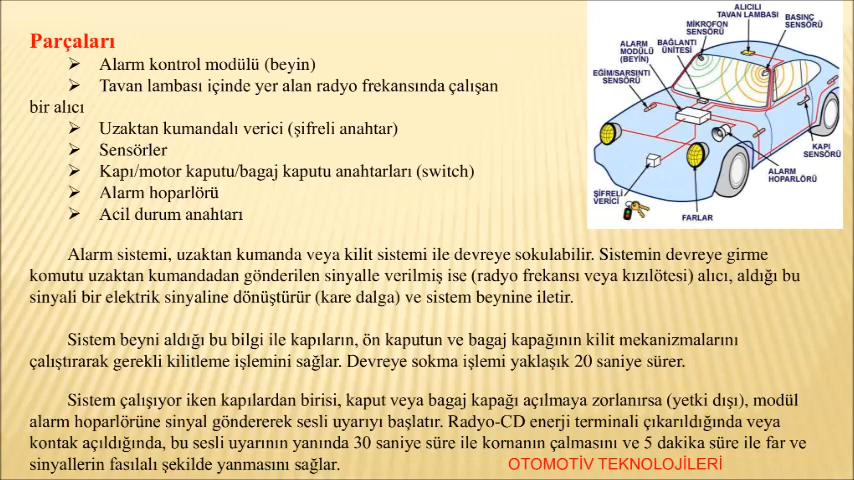 Parçaları
➢ Alarm kontrol modülü (beyin)
➢ Tavan lambası içinde yer alan radyo frekansında çalışan
bir alıcı
➢ Uzaktan kumandalı verici (şifreli anahtar)
➢ Sensörler
➢ Kapı/motor kaputu/bagaj kaputu anahtarları (switch)
➢ Alarm hoparlörü
➢ Acil durum anahtarı
ALICILI
TAVAN LAMBASI
MİKROFON
SENSÖRÜ
BASINÇ
SENSÖRÜ
ALARM
MODÜLÜ
(BEYİN)
BAĞLANTI
ÜNİTESİ
EĞİM/SARSINTI
SENSÖRÜ
KAPI
SENSÖRÜ
ALARM
HOPARLÖRÜ
ŞİFRELİ
VERİCİ
FARLAR
Alarm sistemi, uzaktan kumanda veya kilit sistemi ile devreye sokulabilir. Sistemin devreye girme
komutu uzaktan kumandadan gönderilen sinyalle verilmiş ise (radyo frekansı veya kızılötesi) alıcı, aldığı bu
sinyali bir elektrik sinyaline dönüştürür (kare dalga) ve sistem beynine iletir.
Sistem beyni aldığı bu bilgi ile kapıların, ön kaputun ve bagaj kapağının kilit mekanizmalarını
çalıştırarak gerekli kilitleme işlemini sağlar. Devreye sokma işlemi yaklaşık 20 saniye sürer.
Sistem çalışıyor iken kapılardan birisi, kaput veya bagaj kapağı açılmaya zorlanırsa (yetki dışı), modül
alarm hoparlörüne sinyal göndererek sesli uyarıyı başlatır. Radyo-CD enerji terminali çıkarıldığında veya
kontak açıldığında, bu sesli uyarının yanında 30 saniye süre ile kornanın çalmasını ve 5 dakika süre ile far ve
sinyallerin fasılalı şekilde yanmasını sağlar.
OTOMOTİV TEKNOLOJİLERİ